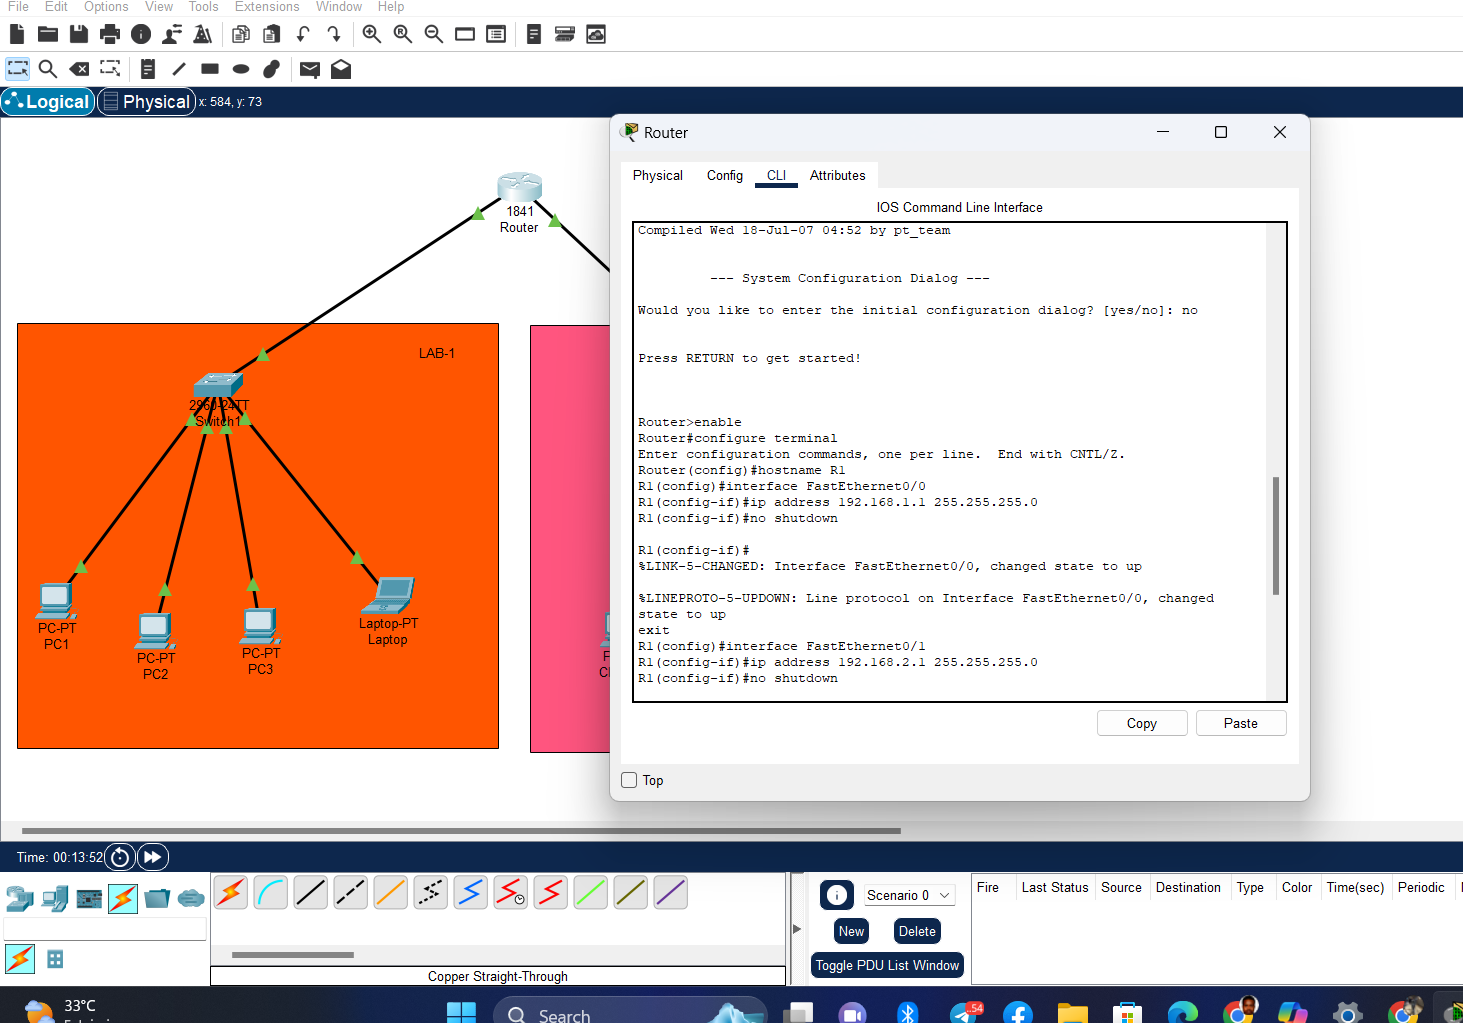 File Edit Options View Tools Extensions Window Help
Logical Physical x: 584, y: 73
Router
Physical Config CLI Attributes
IOS Command Line Interface
Compiled Wed 18-Jul-07 04:52 by pt_team
--- System Configuration Dialog ---
Would you like to enter the initial configuration dialog? [yes/no]: no
Press RETURN to get started!
Router>enable
Router#configure terminal
Enter configuration commands, one per line.  End with CNTL/Z.
Router(config)#hostname R1
R1(config)#interface FastEthernet0/0
R1(config-if)#ip address 192.168.1.1 255.255.255.0
R1(config-if)#no shutdown
R1(config-if)#
%LINK-5-CHANGED: Interface FastEthernet0/0, changed state to up
%LINEPROTO-5-UPDOWN: Line protocol on Interface FastEthernet0/0, changed
state to up
exit
R1(config)#interface FastEthernet0/1
R1(config-if)#ip address 192.168.2.1 255.255.255.0
R1(config-if)#no shutdown
Copy Paste
Top
1841
Router
LAB-1
2960-24TT
Switch1
PC-PT
PC1
PC-PT
PC2
PC-PT
PC3
Laptop-PT
Laptop
Time: 00:13:52
Scenario 0
New Delete
Toggle PDU List Window
Fire Last Status Source Destination Type Color Time(sec) Periodic
Copper Straight-Through
33°C
Search
54